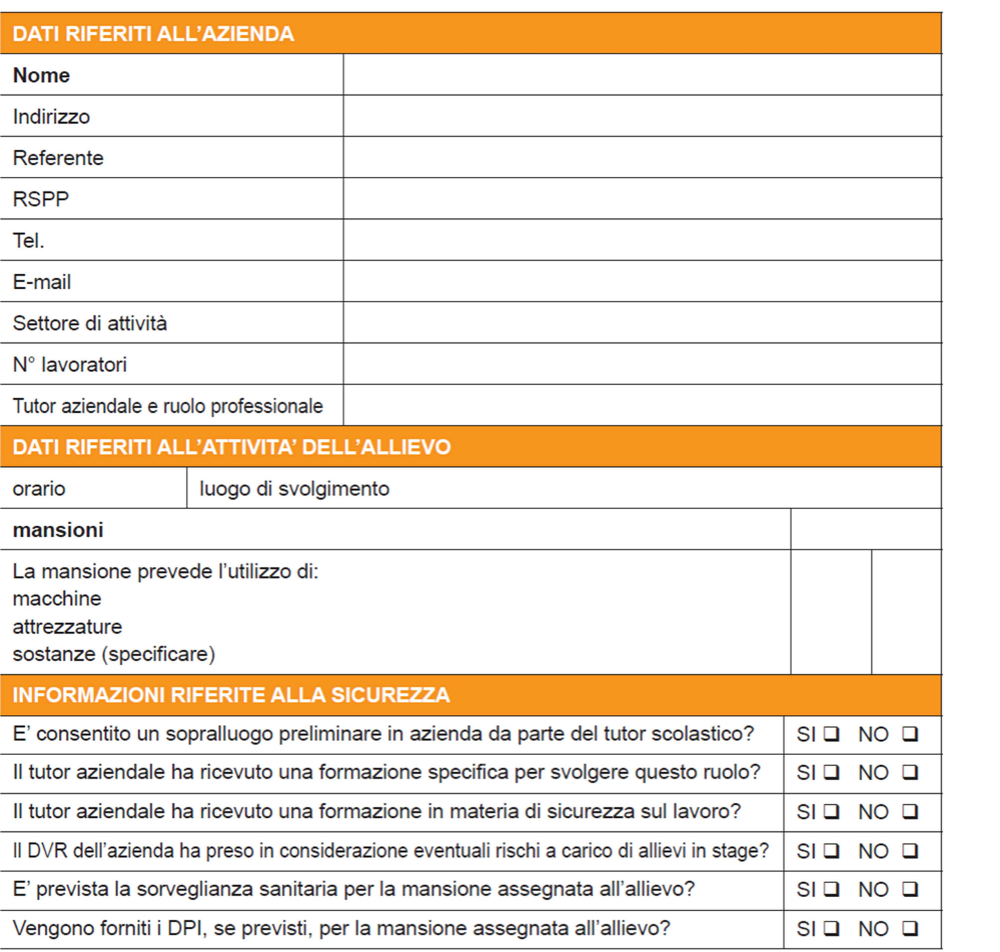 DATI RIFERITI ALL’AZIENDA
Nome
Indirizzo
Referente
RSPP
Tel.
E-mail
Settore di attività
N° lavoratori
Tutor aziendale e ruolo professionale
DATI RIFERITI ALL’ATTIVITA’ DELL’ALLIEVO
orario luogo di svolgimento
mansioni
La mansione prevede l’utilizzo di:
macchine
attrezzature
sostanze (specificare)
INFORMAZIONI RIFERITE ALLA SICUREZZA
E’ consentito un sopralluogo preliminare in azienda da parte del tutor scolastico? SI ❑ NO ❑
Il tutor aziendale ha ricevuto una formazione specifica per svolgere questo ruolo? SI ❑ NO ❑
Il tutor aziendale ha ricevuto una formazione in materia di sicurezza sul lavoro? SI ❑ NO ❑
Il DVR dell’azienda ha preso in considerazione eventuali rischi a carico di allievi in stage? SI ❑ NO ❑
E’ prevista la sorveglianza sanitaria per la mansione assegnata all’allievo? SI ❑ NO ❑
Vengono forniti i DPI, se previsti, per la mansione assegnata all’allievo? SI ❑ NO ❑